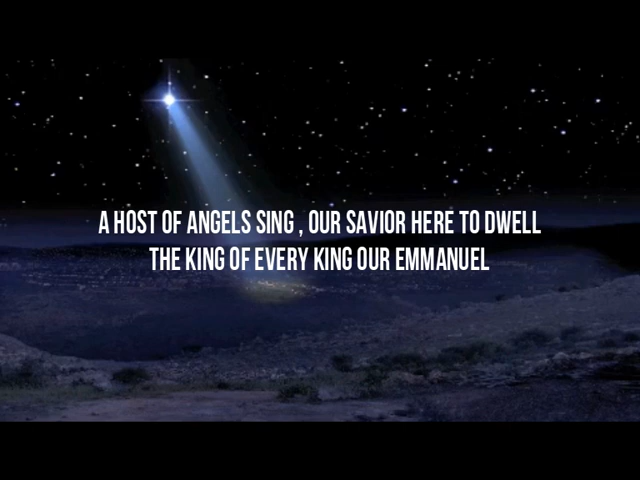 A HOST OF ANGELS SING , OUR SAVIOR HERE TO DWELL
THE KING OF EVERY KING OUR EMMANUEL